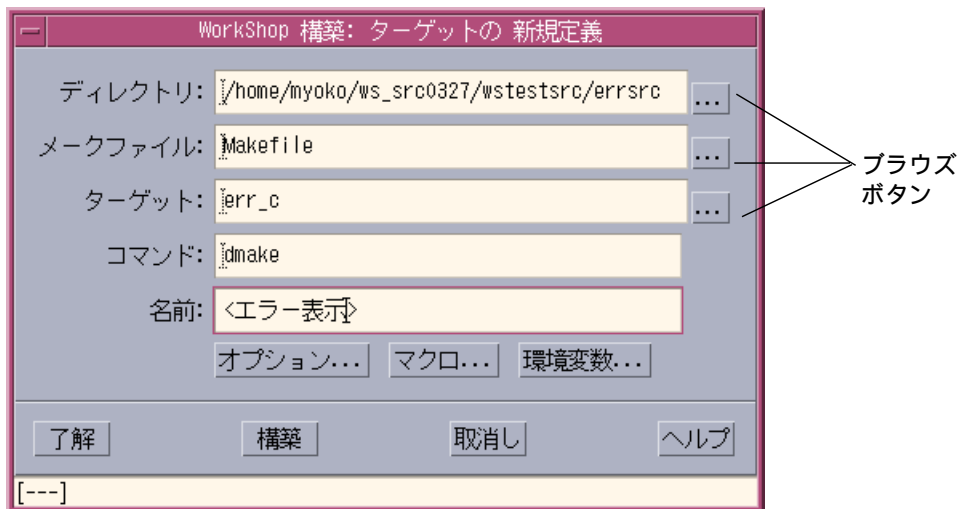 WorkShop 構築: ターゲットの 新規定義
ディレクトリ: /home/myoko/ws_src0327/wstestsrc/errsrc ...
メークファイル: Makefile ...
ターゲット: err_c ...
コマンド: dmake
名前: <エラー表示>
オプション... マクロ... 環境変数...
了解 構築 取消し ヘルプ
[---]
ブラウズ
ボタン